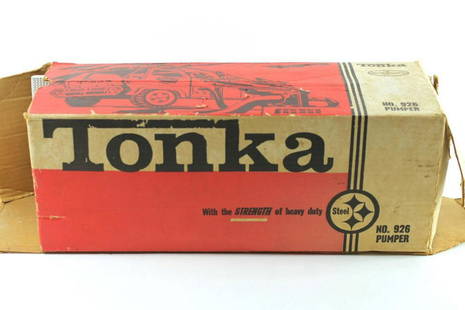 Tonka
NO. 926
PUMPER
Tonka
With the STRENGTH of heavy duty
Steel
NO. 926
PUMPER